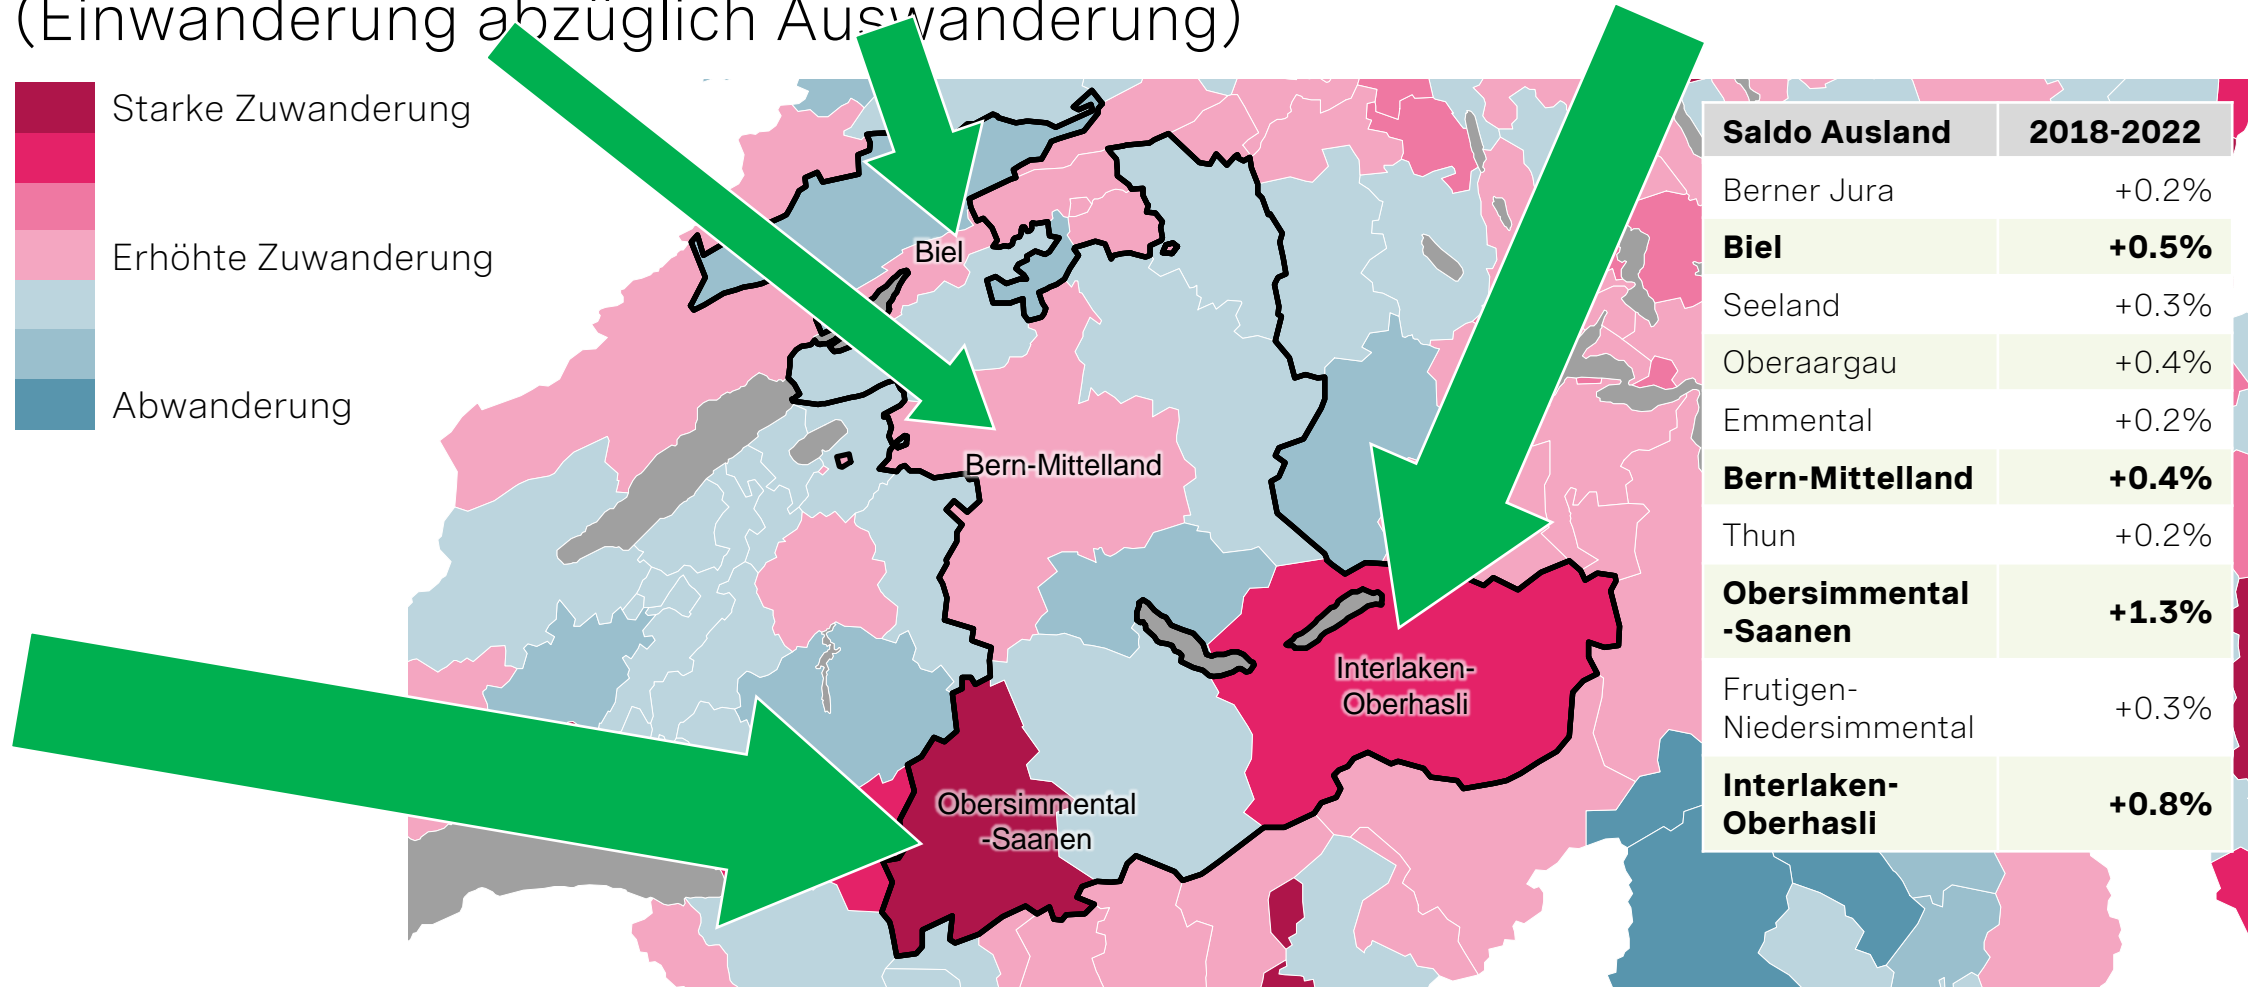 (Einwanderung abzüglich Auswanderung)
Starke Zuwanderung
Erhöhte Zuwanderung
Abwanderung
Biel
Bern-Mittelland
Interlaken-
Oberhasli
Obersimmental
-Saanen
Saldo Ausland 2018-2022
Berner Jura +0.2%
Biel +0.5%
Seeland +0.3%
Oberaargau +0.4%
Emmental +0.2%
Bern-Mittelland +0.4%
Thun +0.2%
Obersimmental
-Saanen +1.3%
Frutigen-
Niedersimmental +0.3%
Interlaken-
Oberhasli +0.8%